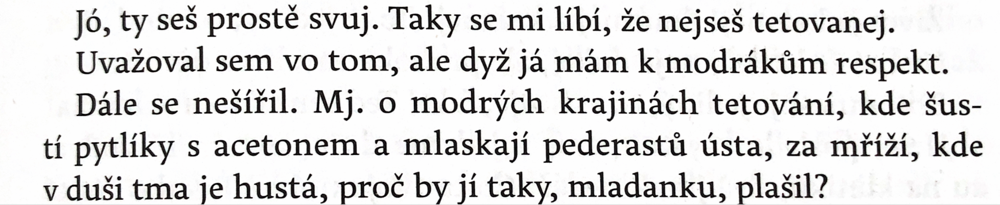 Jó, ty seš prostě svuj. Taky se mi líbí, že nejseš tetovanej.
Uvažoval sem vo tom, ale dyž já mám k modrákům respekt.
Dále se nešířil. Mj. o modrých krajinách tetování, kde šus-
tí pytlíky s acetonem a mlaskají pederastů ústa, za mříží, kde
v duši tma je hustá, proč by jí taky, mladanku, plašil?